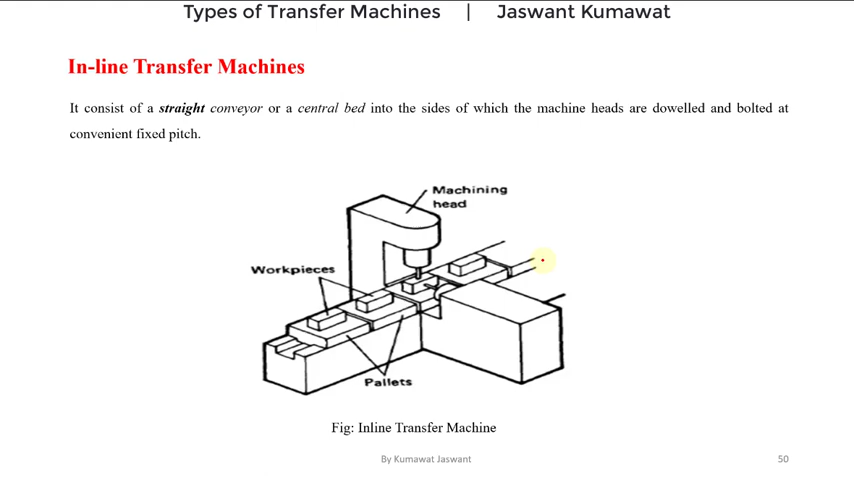 Types of Transfer Machines | Jaswant Kumawat
In-line Transfer Machines
It consist of a straight conveyor or a central bed into the sides of which the machine heads are dowelled and bolted at
convenient fixed pitch.
Machining
head
Workpieces
Pallets
Fig: Inline Transfer Machine
By Kumawat Jaswant
50